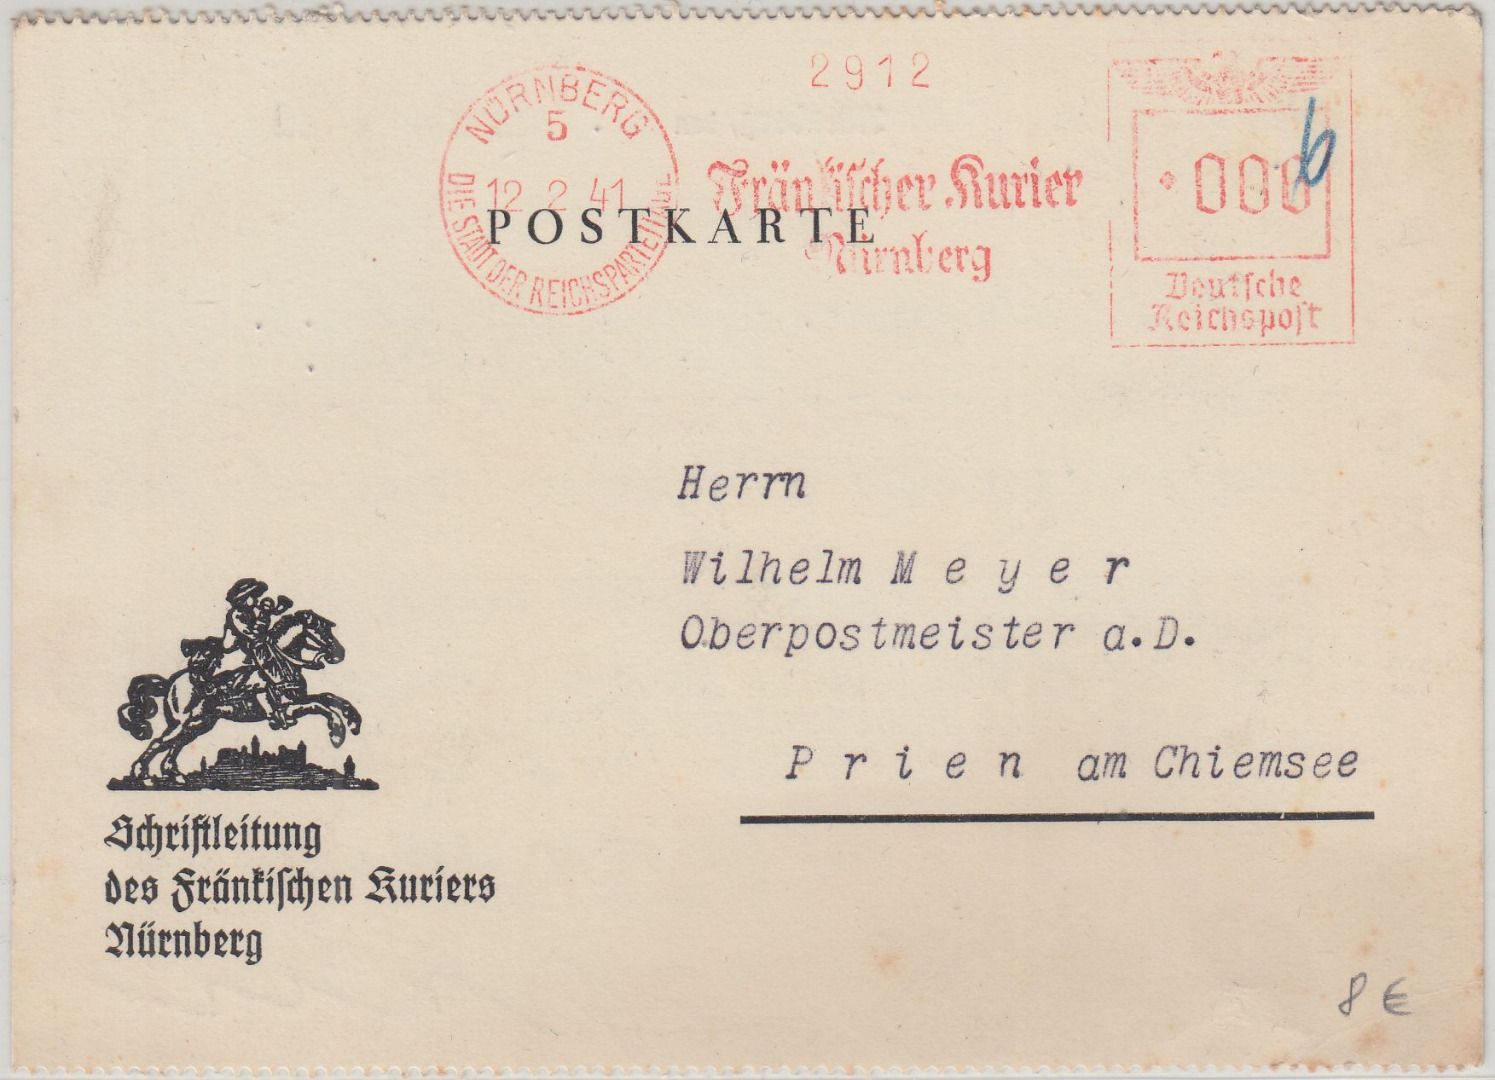 2912
NÜRNBERG
5
12.2.41
DIE STADT DER REICHSPARTEITAGE
Fränkischer Kurier
Nürnberg
000
6
Deutsche
Reichspost
POSTKARTE
Herrn
Wilhelm Meyer
Oberpostmeister a.D.
Prien am Chiemsee
Schriftleitung
des Fränkischen Kuriers
Nürnberg
8 €